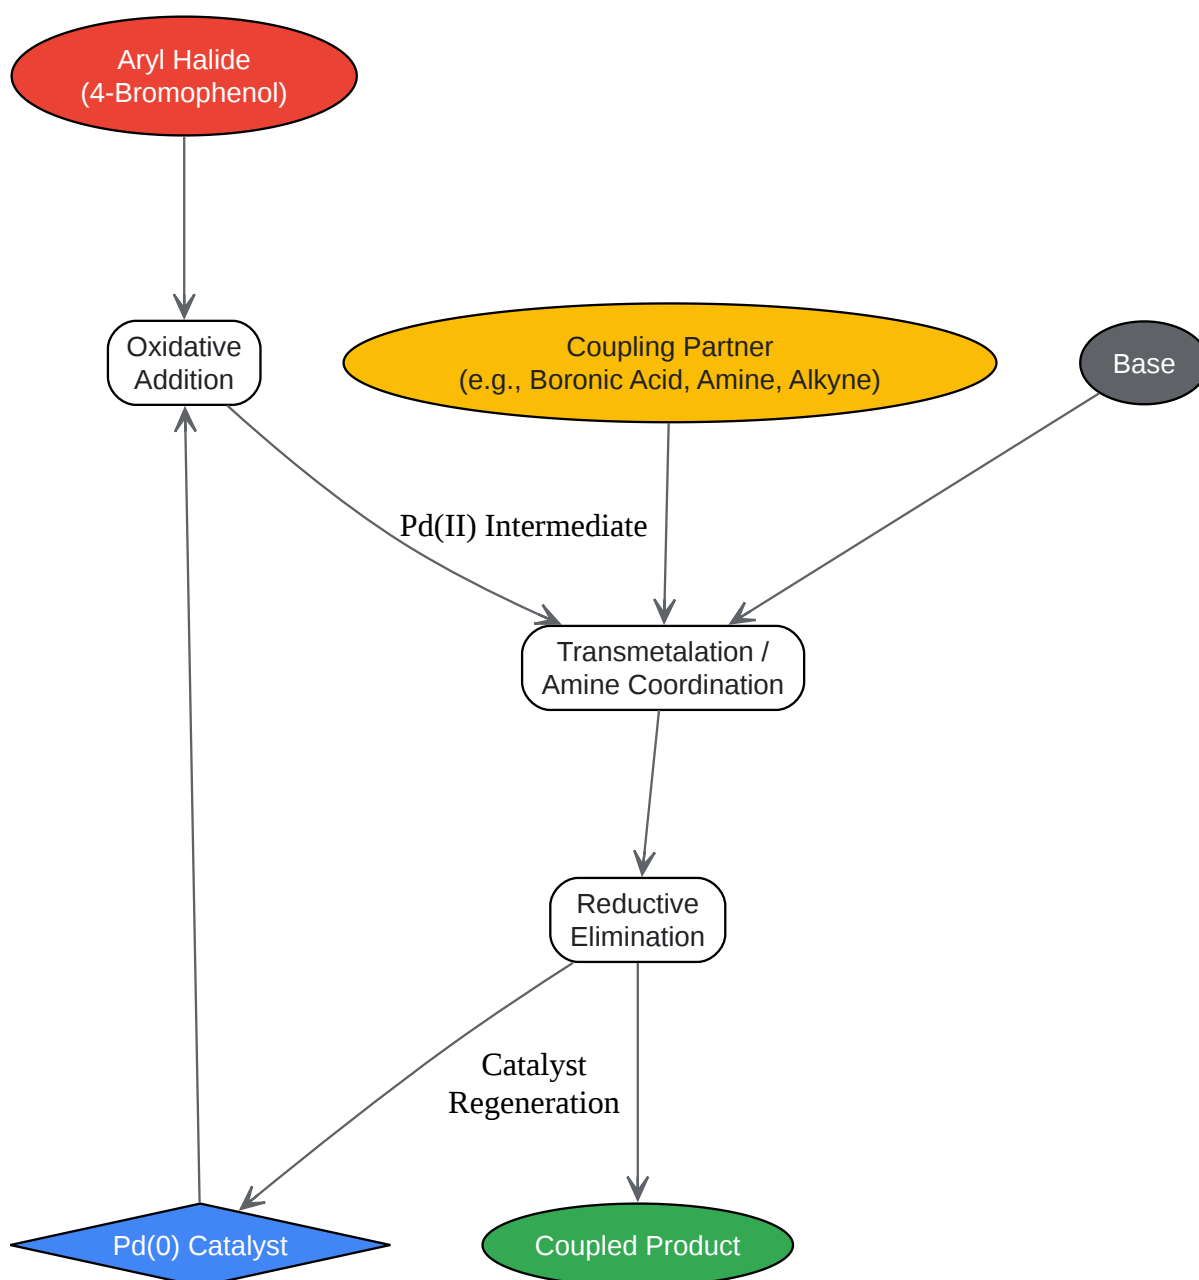 Aryl Halide
(4-Bromophenol)
Oxidative
Addition
Coupling Partner
(e.g., Boronic Acid, Amine, Alkyne)
Base
Pd(II) Intermediate
Transmetalation /
Amine Coordination
Reductive
Elimination
Catalyst
Regeneration
Pd(0) Catalyst
Coupled Product